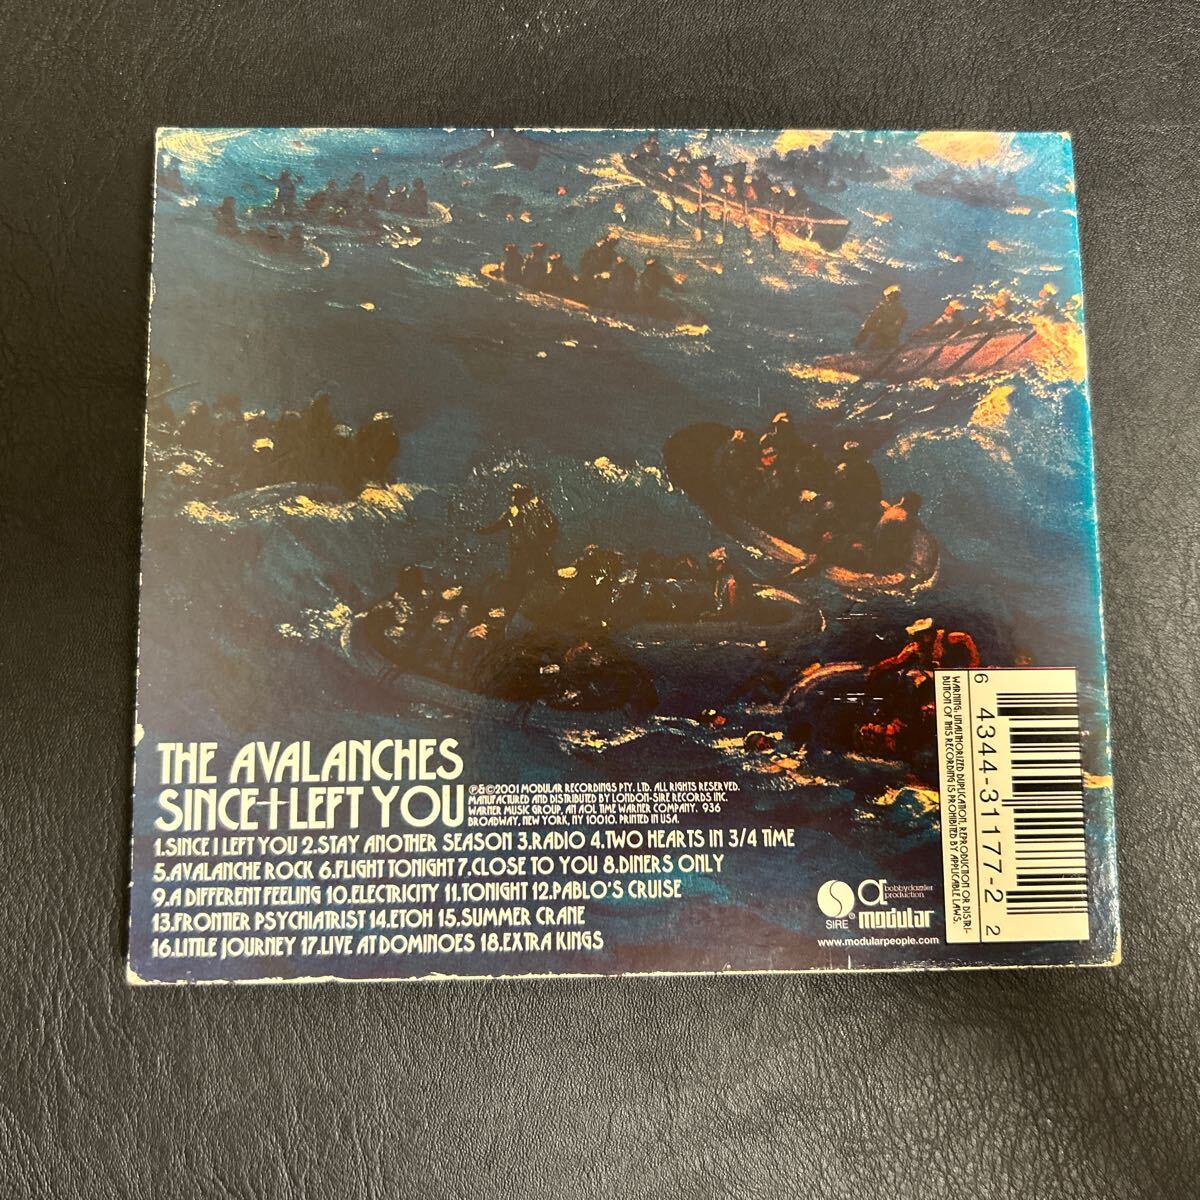 THE AVALANCHES
SINCE I LEFT YOU
℗&©2001 MODULAR RECORDINGS PTY. LTD. ALL RIGHTS RESERVED.
MANUFACTURED AND DISTRIBUTED BY LONDON-SIRE RECORDS INC.
WARNER MUSIC GROUP, AN AOL TIME WARNER COMPANY. 936
BROADWAY, NEW YORK, NY 10010. PRINTED IN USA.
1.SINCE I LEFT YOU 2.STAY ANOTHER SEASON 3.RADIO 4.TWO HEARTS IN 3/4 TIME
5.AVALANCHE ROCK 6.FLIGHT TONIGHT 7.CLOSE TO YOU 8.DINERS ONLY
9.A DIFFERENT FEELING 10.ELECTRICITY 11.TONIGHT 12.PABLO'S CRUISE
13.FRONTIER PSYCHIATRIST 14.ETOH 15.SUMMER CRANE
16.LITTLE JOURNEY 17.LIVE AT DOMINOES 18.EXTRA KINGS
SIRE®
bobbydazzler
production
modular
www.modularpeople.com
WARNING: UNAUTHORIZED DUPLICATION, REPRODUCTION OR DISTRI-
BUTION OF THIS RECORDING IS PROHIBITED BY APPLICABLE LAWS.
6 4344-31177-2 2